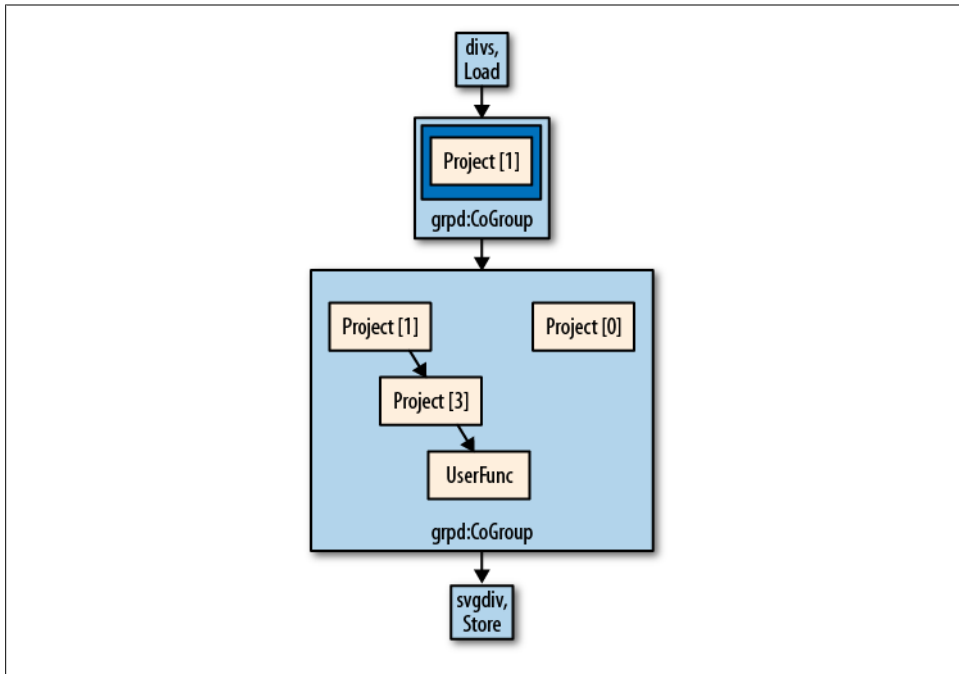 divs,
Load
Project [1]
grpd:CoGroup
Project [1]
Project [0]
Project [3]
UserFunc
grpd:CoGroup
svgdiv,
Store